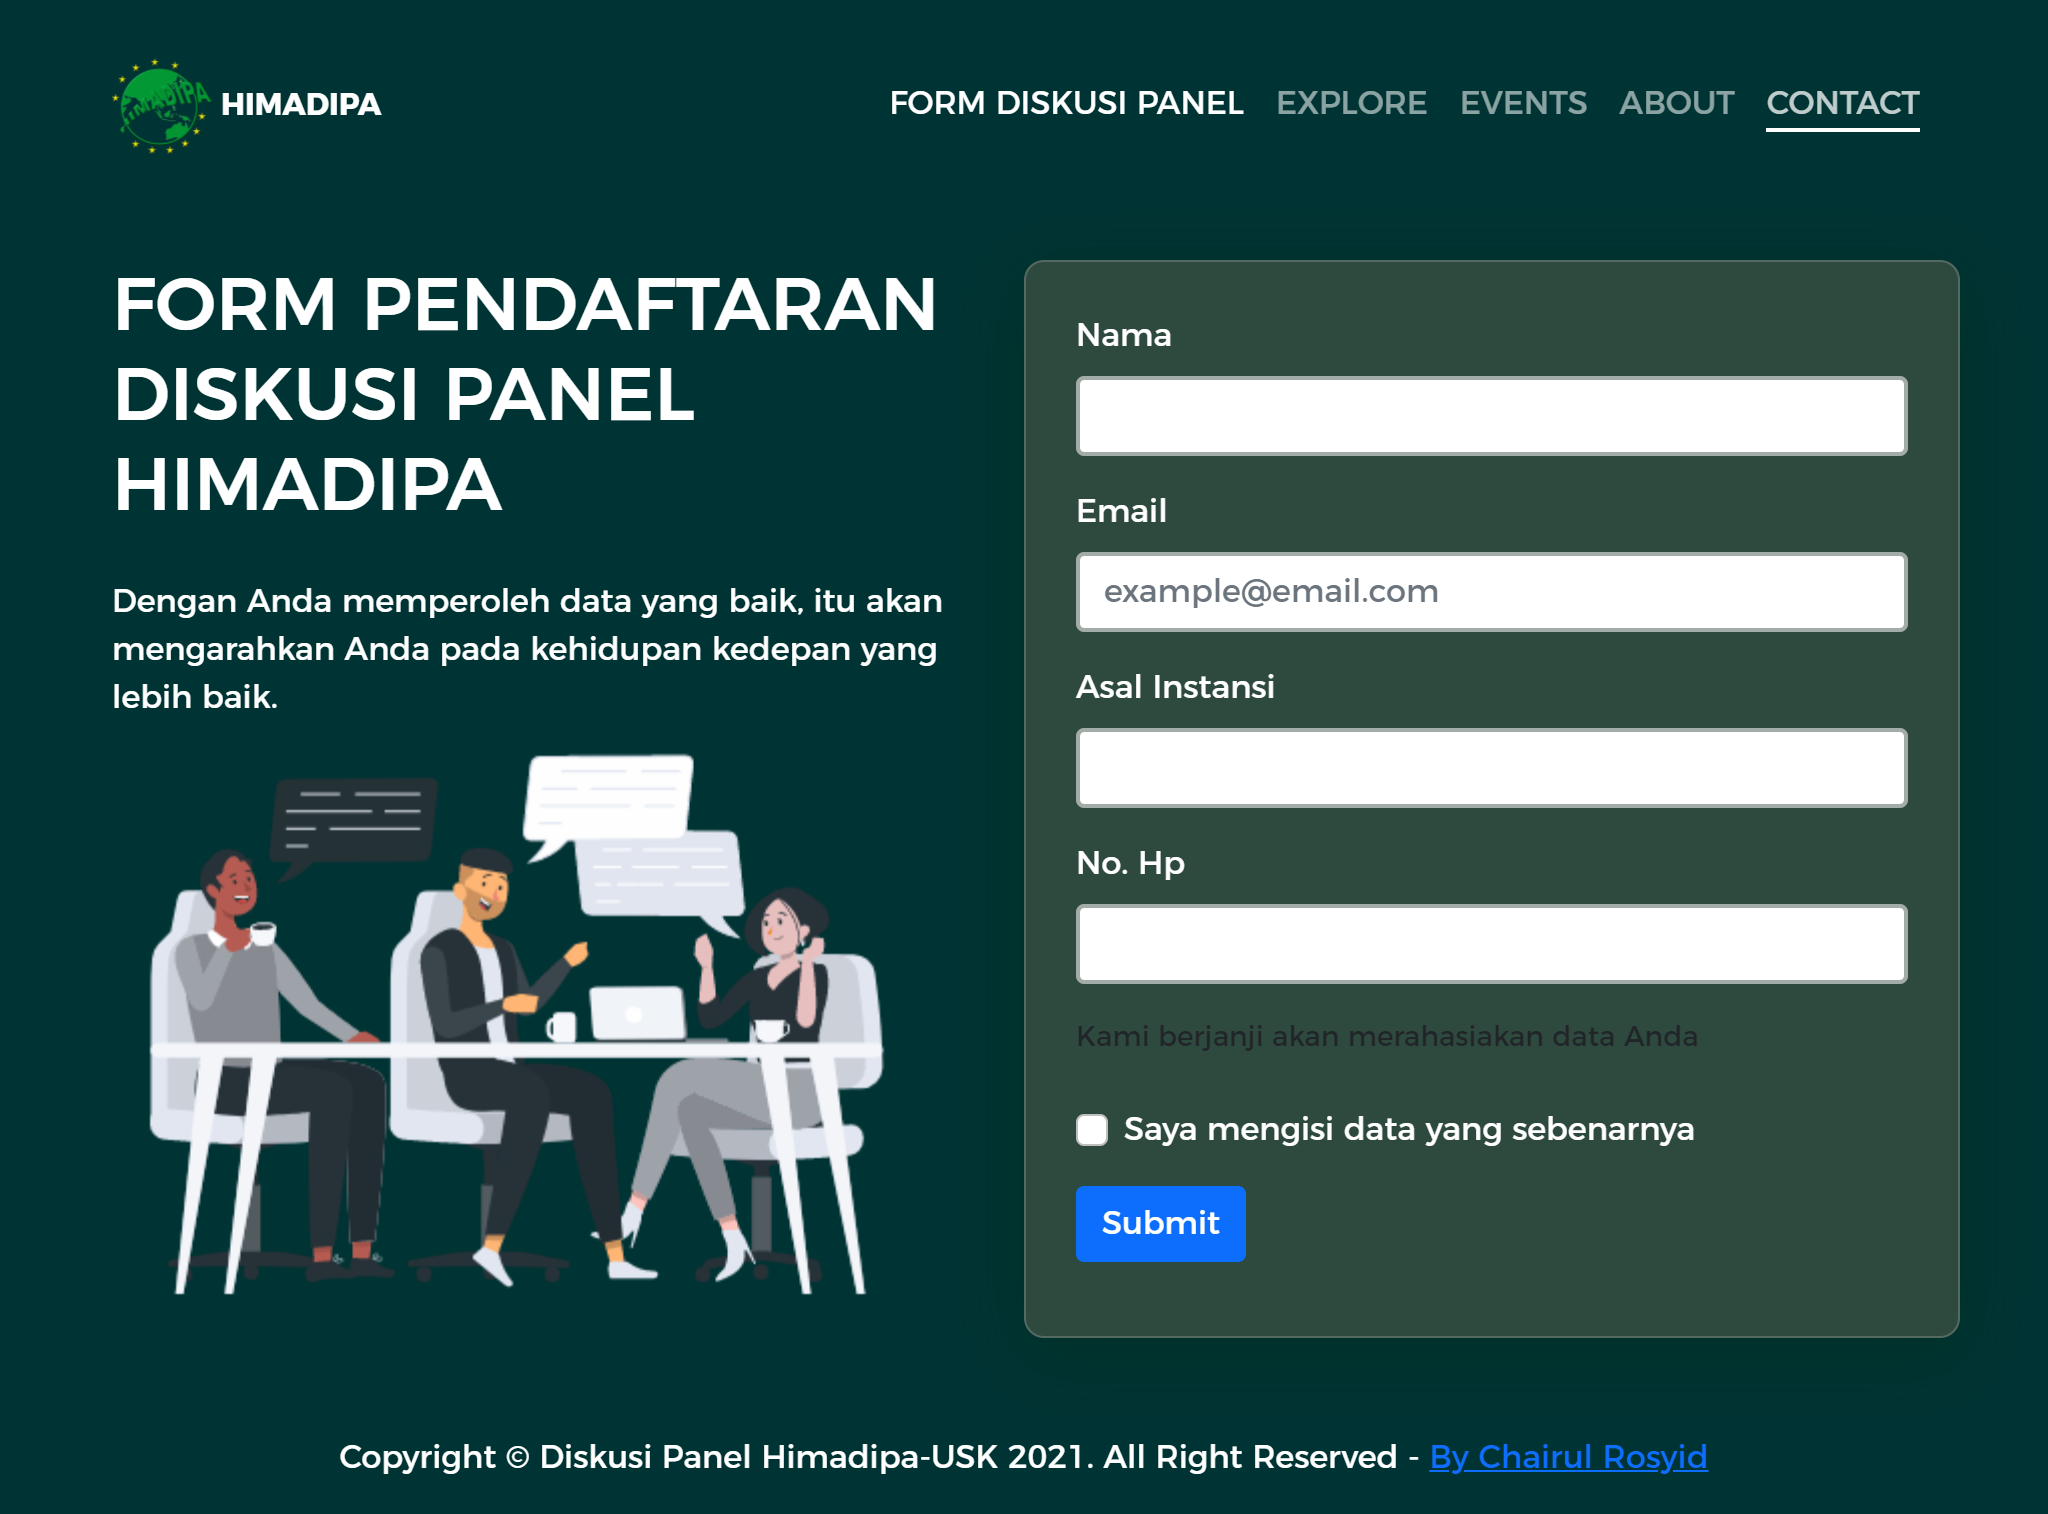 HIMADIPA
HIMADIPA
FORM DISKUSI PANEL
EXPLORE
EVENTS
ABOUT
CONTACT
FORM PENDAFTARAN
DISKUSI PANEL
HIMADIPA
Dengan Anda memperoleh data yang baik, itu akan
mengarahkan Anda pada kehidupan kedepan yang
lebih baik.
Nama
Email
example@email.com
Asal Instansi
No. Hp
Kami berjanji akan merahasiakan data Anda
Saya mengisi data yang sebenarnya
Submit
Copyright © Diskusi Panel Himadipa-USK 2021. All Right Reserved - By Chairul Rosyid